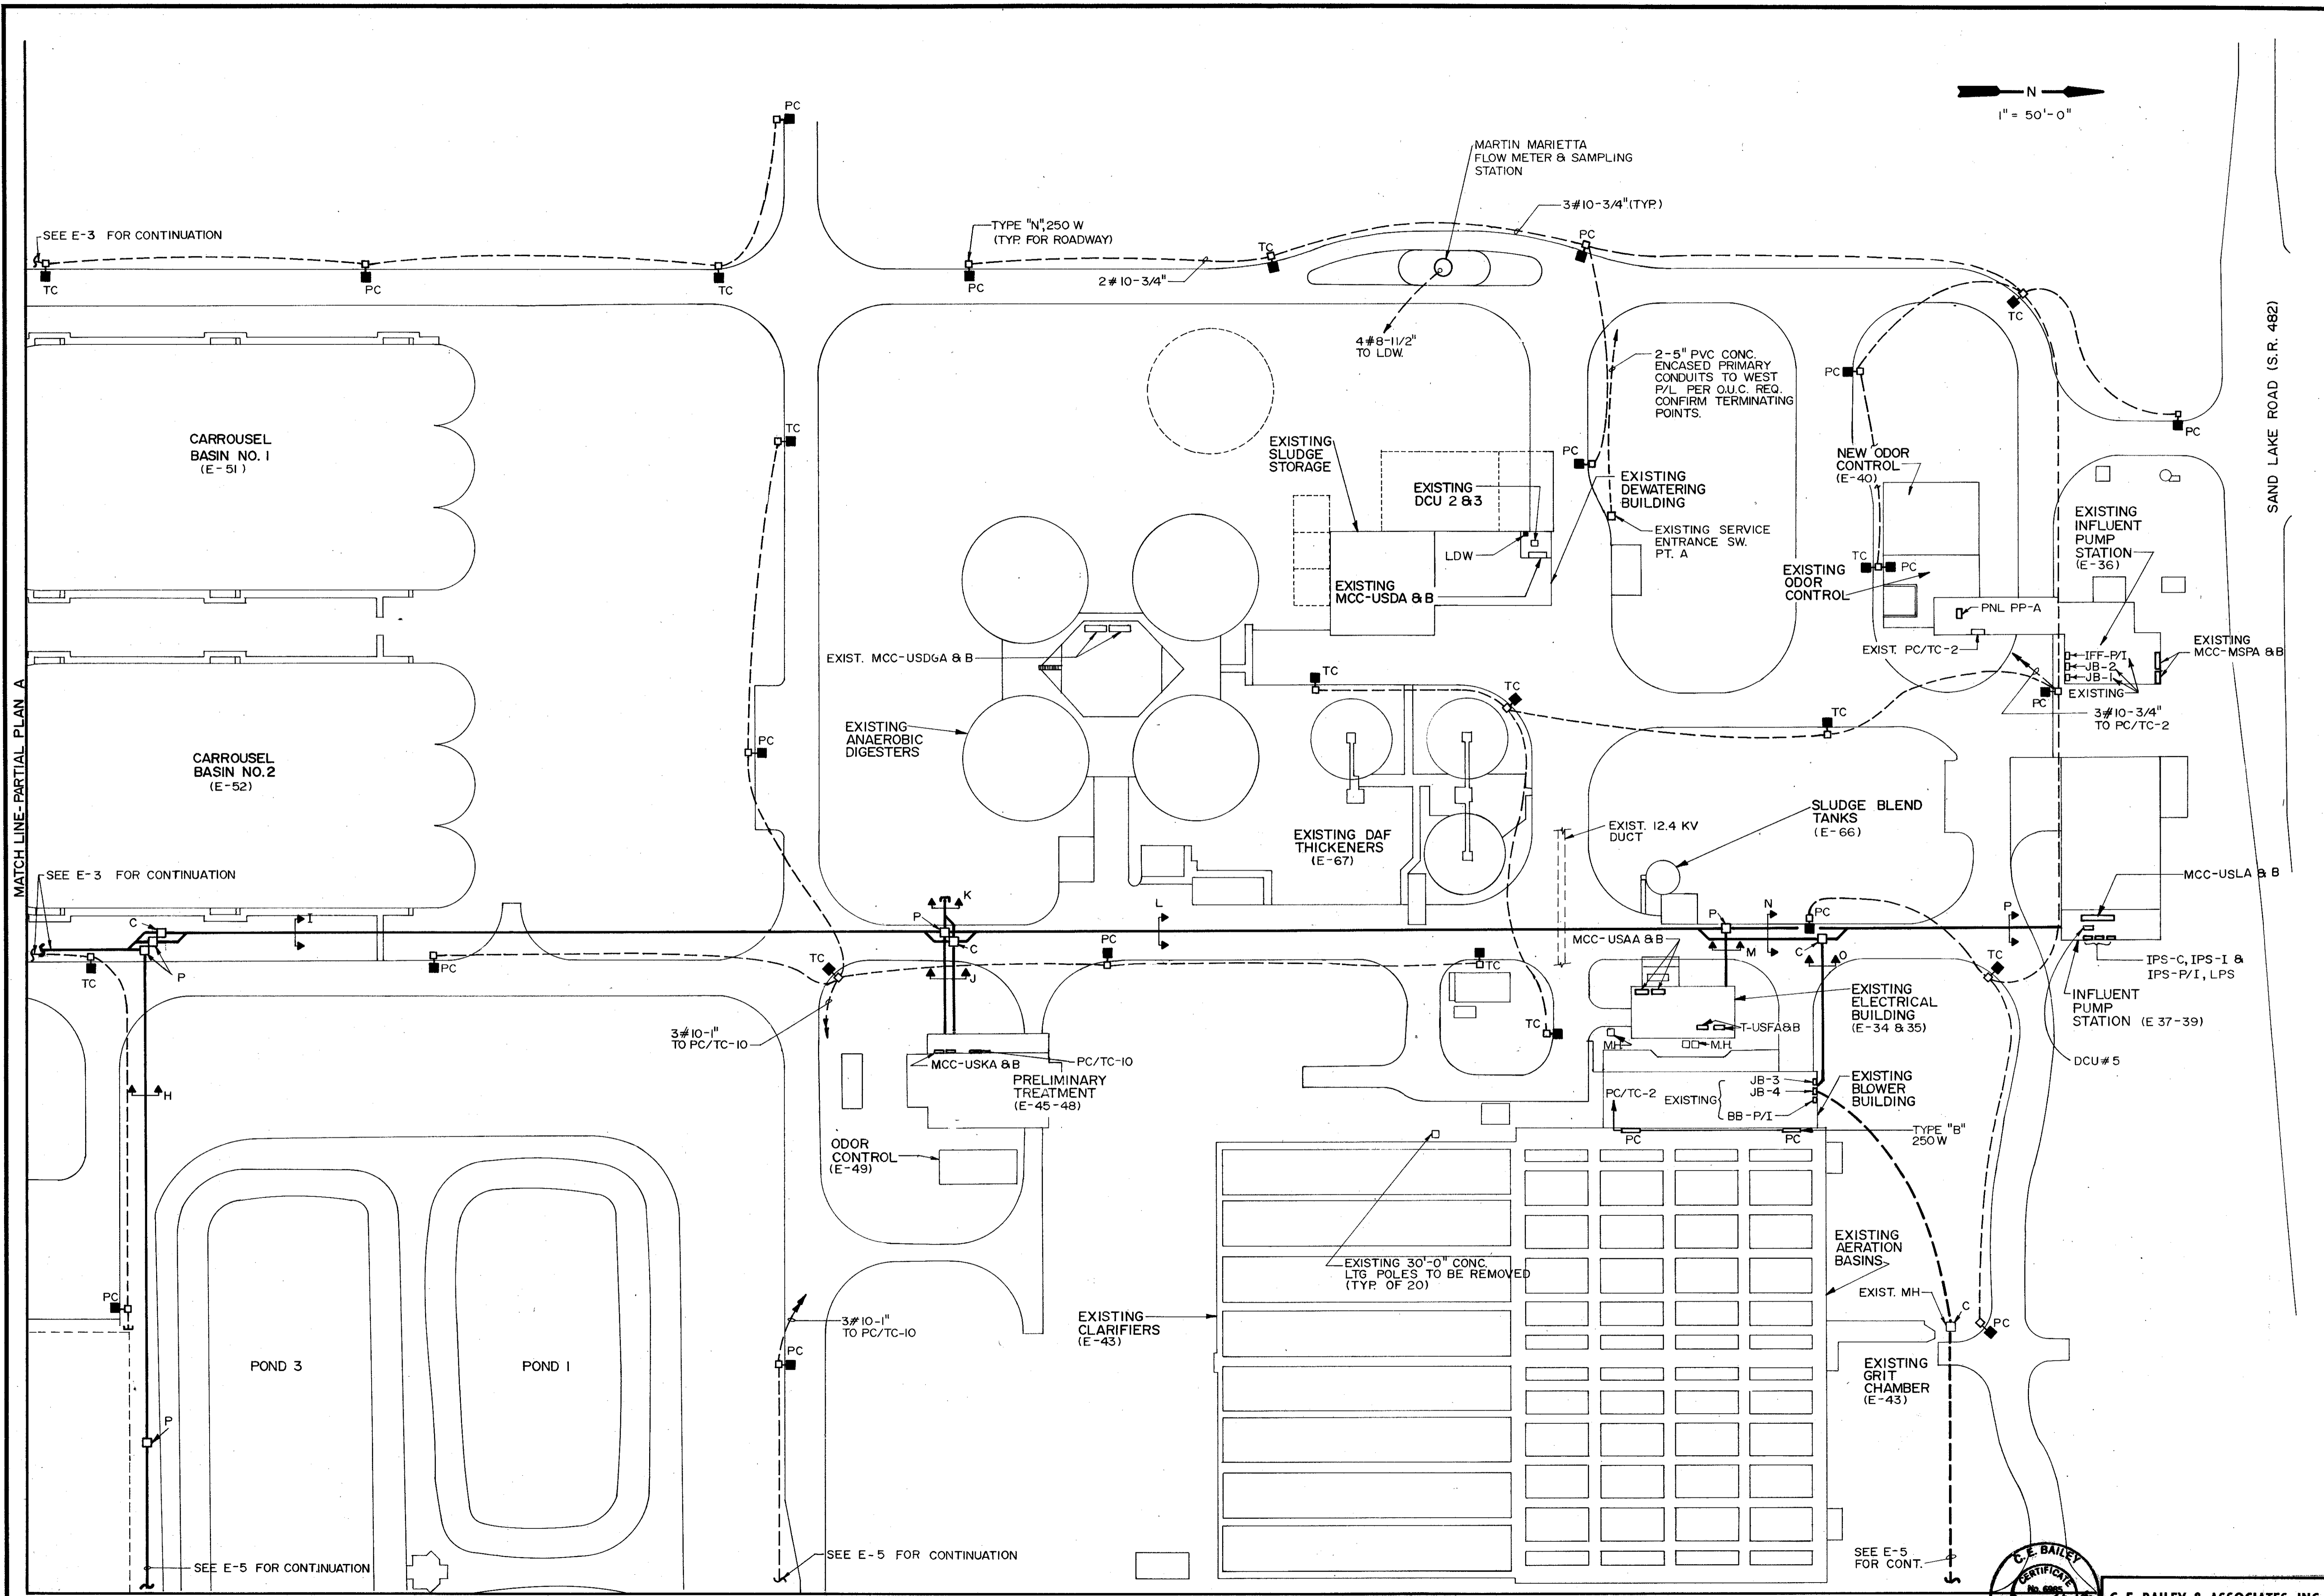 N
1" = 50'-0"
PC
MARTIN MARIETTA
FLOW METER & SAMPLING
STATION
3#10-3/4" (TYP.)
SEE E-3 FOR CONTINUATION
TYPE "N", 250 W
(TYP. FOR ROADWAY)
TC
PC
TC
PC
TC
PC
2#10-3/4"
TC
SAND LAKE ROAD (S.R. 482)
4#8-1 1/2"
TO LDW.
2-5" PVC CONC.
ENCASED PRIMARY
CONDUITS TO WEST
P/L PER O.U.C. REQ.
CONFIRM TERMINATING
POINTS.
PC
PC
CARROUSEL
BASIN NO. 1
(E-51)
TC
EXISTING
SLUDGE
STORAGE
PC
NEW ODOR
CONTROL
(E-40)
EXISTING
DCU 2 & 3
EXISTING
DEWATERING
BUILDING
EXISTING SERVICE
ENTRANCE SW.
PT. A
LDW
EXISTING
INFLUENT
PUMP
STATION
(E-36)
TC
PC
EXISTING
ODOR
CONTROL
EXISTING
MCC-USDA & B
PNL PP-A
EXIST. PC/TC-2
EXISTING
MCC-MSPA & B
IFF-P/I
JB-2
JB-1
EXISTING
EXIST. MCC-USDGA & B
TC
TC
TC
PC
3#10-3/4"
TO PC/TC-2
MATCH LINE-PARTIAL PLAN A
EXISTING
ANAEROBIC
DIGESTERS
PC
CARROUSEL
BASIN NO. 2
(E-52)
EXISTING DAF
THICKENERS
(E-67)
EXIST. 12.4 KV
DUCT
SLUDGE BLEND
TANKS
(E-66)
SEE E-3 FOR CONTINUATION
MCC-USLA & B
C
I
P
K
L
P
N
PC
P
P
TC
PC
TC
C
J
PC
TC
MCC-USAA & B
M
C
O
TC
IPS-C, IPS-I &
IPS-P/I, LPS
INFLUENT
PUMP
STATION (E 37-39)
EXISTING
ELECTRICAL
BUILDING
(E-34 & 35)
3#10-1"
TO PC/TC-10
TC
T-USFA & B
M.H.
M.H.
DCU #5
MCC-USKA & B
PC/TC-10
PRELIMINARY
TREATMENT
(E-45-48)
H
PC/TC-2
EXISTING
JB-3
JB-4
BB-P/I
EXISTING
BLOWER
BUILDING
PC
PC
TYPE "B"
250 W
ODOR
CONTROL
(E-49)
EXISTING 30'-0" CONC.
LTG POLES TO BE REMOVED
(TYP. OF 20)
EXISTING
AERATION
BASINS
EXIST. MH
C
PC
PC
3#10-1"
TO PC/TC-10
EXISTING
CLARIFIERS
(E-43)
PC
POND 3
POND 1
EXISTING
GRIT
CHAMBER
(E-43)
P
SEE E-5 FOR CONTINUATION
SEE E-5 FOR CONTINUATION
SEE E-5
FOR CONT.
C. E. BAILEY
CERTIFICATE
No. 6985